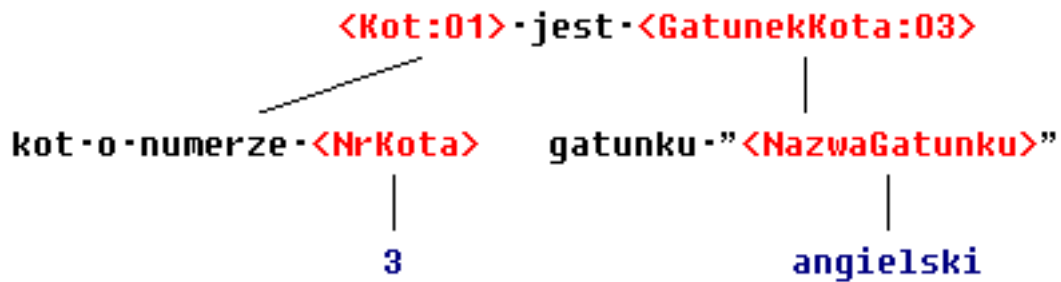 <Kot:01>·jest·<GatunekKota:03>
kot·o·numerze·<NrKota> gatunku·”<NazwaGatunku>”
3 angielski